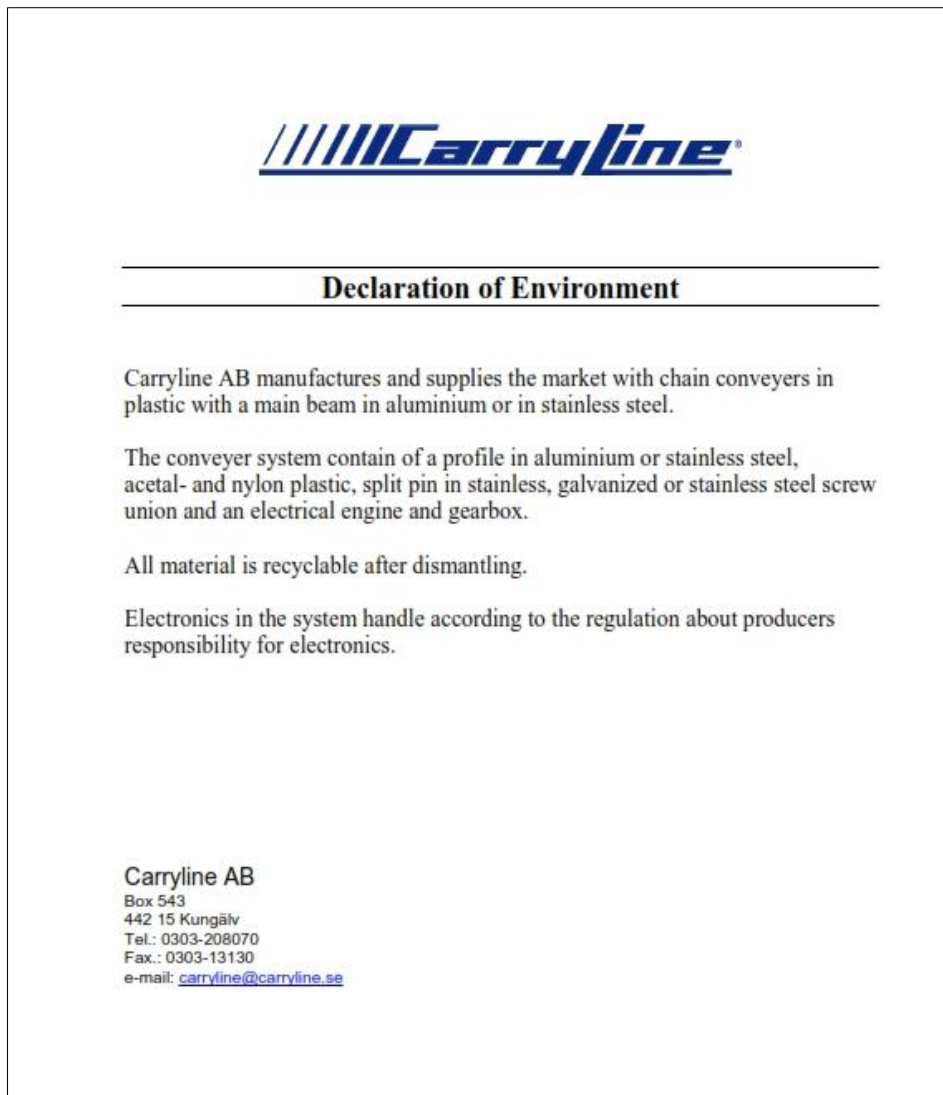 Carryline®
Declaration of Environment
Carryline AB manufactures and supplies the market with chain conveyers in
plastic with a main beam in aluminium or in stainless steel.
The conveyer system contain of a profile in aluminium or stainless steel,
acetal- and nylon plastic, split pin in stainless, galvanized or stainless steel screw
union and an electrical engine and gearbox.
All material is recyclable after dismantling.
Electronics in the system handle according to the regulation about producers
responsibility for electronics.
Carryline AB
Box 543
442 15 Kungälv
Tel.: 0303-208070
Fax.: 0303-13130
e-mail: carryline@carryline.se